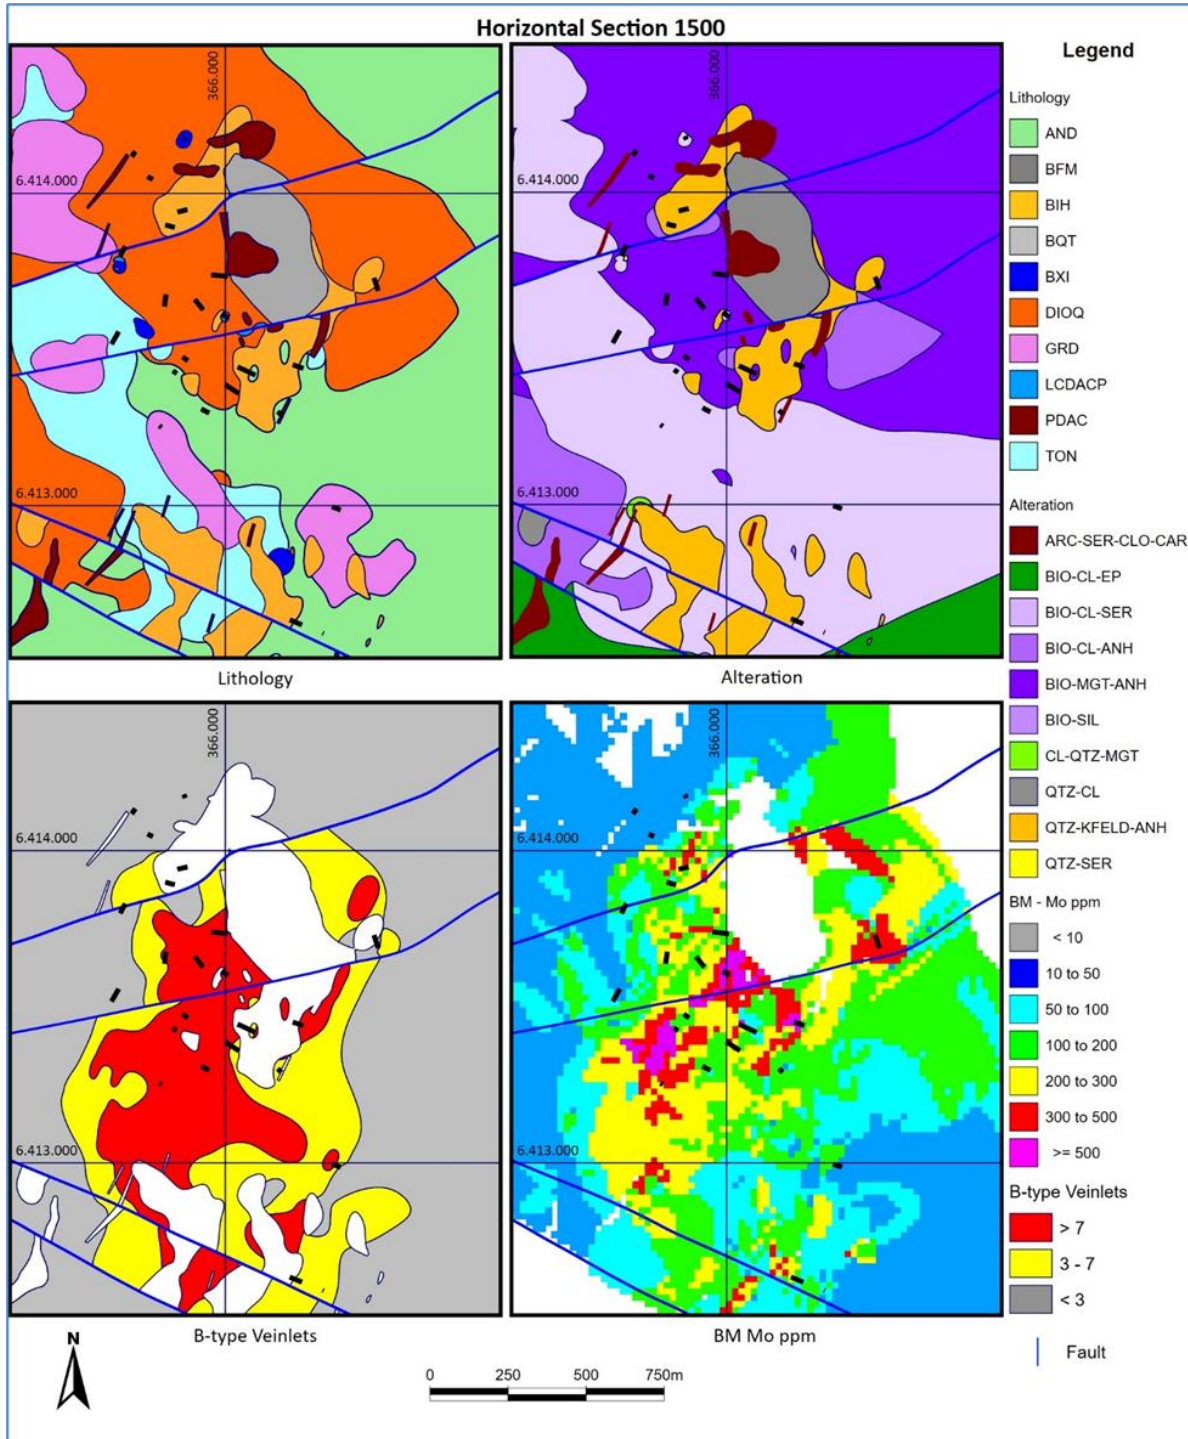 Horizontal Section 1500
366.000
6.414.000
6.413.000
Lithology
366.000
6.414.000
6.413.000
Alteration
366.000
6.414.000
6.413.000
B-type Veinlets
366.000
6.414.000
6.413.000
BM Mo ppm
Legend
Lithology
AND
BFM
BIH
BQT
BXI
DIOQ
GRD
LCDACP
PDAC
TON
Alteration
ARC-SER-CLO-CAR
BIO-CL-EP
BIO-CL-SER
BIO-CL-ANH
BIO-MGT-ANH
BIO-SIL
CL-QTZ-MGT
QTZ-CL
QTZ-KFELD-ANH
QTZ-SER
BM - Mo ppm
< 10
10 to 50
50 to 100
100 to 200
200 to 300
300 to 500
>= 500
B-type Veinlets
> 7
3 - 7
< 3
Fault
N
0 250 500 750m